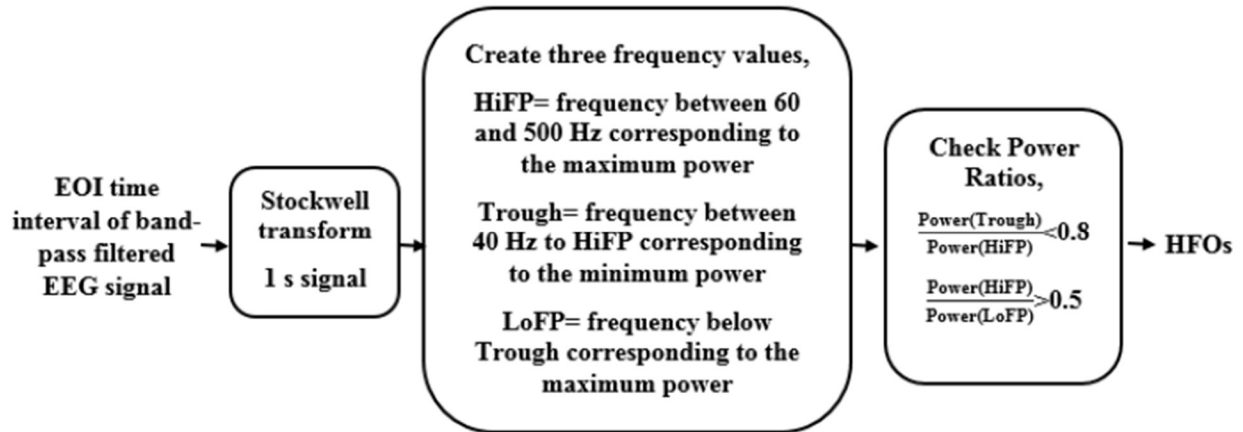 EOI time
interval of band-
pass filtered
EEG signal
Stockwell
transform
1 s signal
Create three frequency values,
HiFP= frequency between 60
and 500 Hz corresponding to
the maximum power
Trough= frequency between
40 Hz to HiFP corresponding
to the minimum power
LoFP= frequency below
Trough corresponding to the
maximum power
Check Power
Ratios,
Power(Trough)
Power(HiFP)
<0.8
Power(HiFP)
Power(LoFP)
>0.5
HFOs